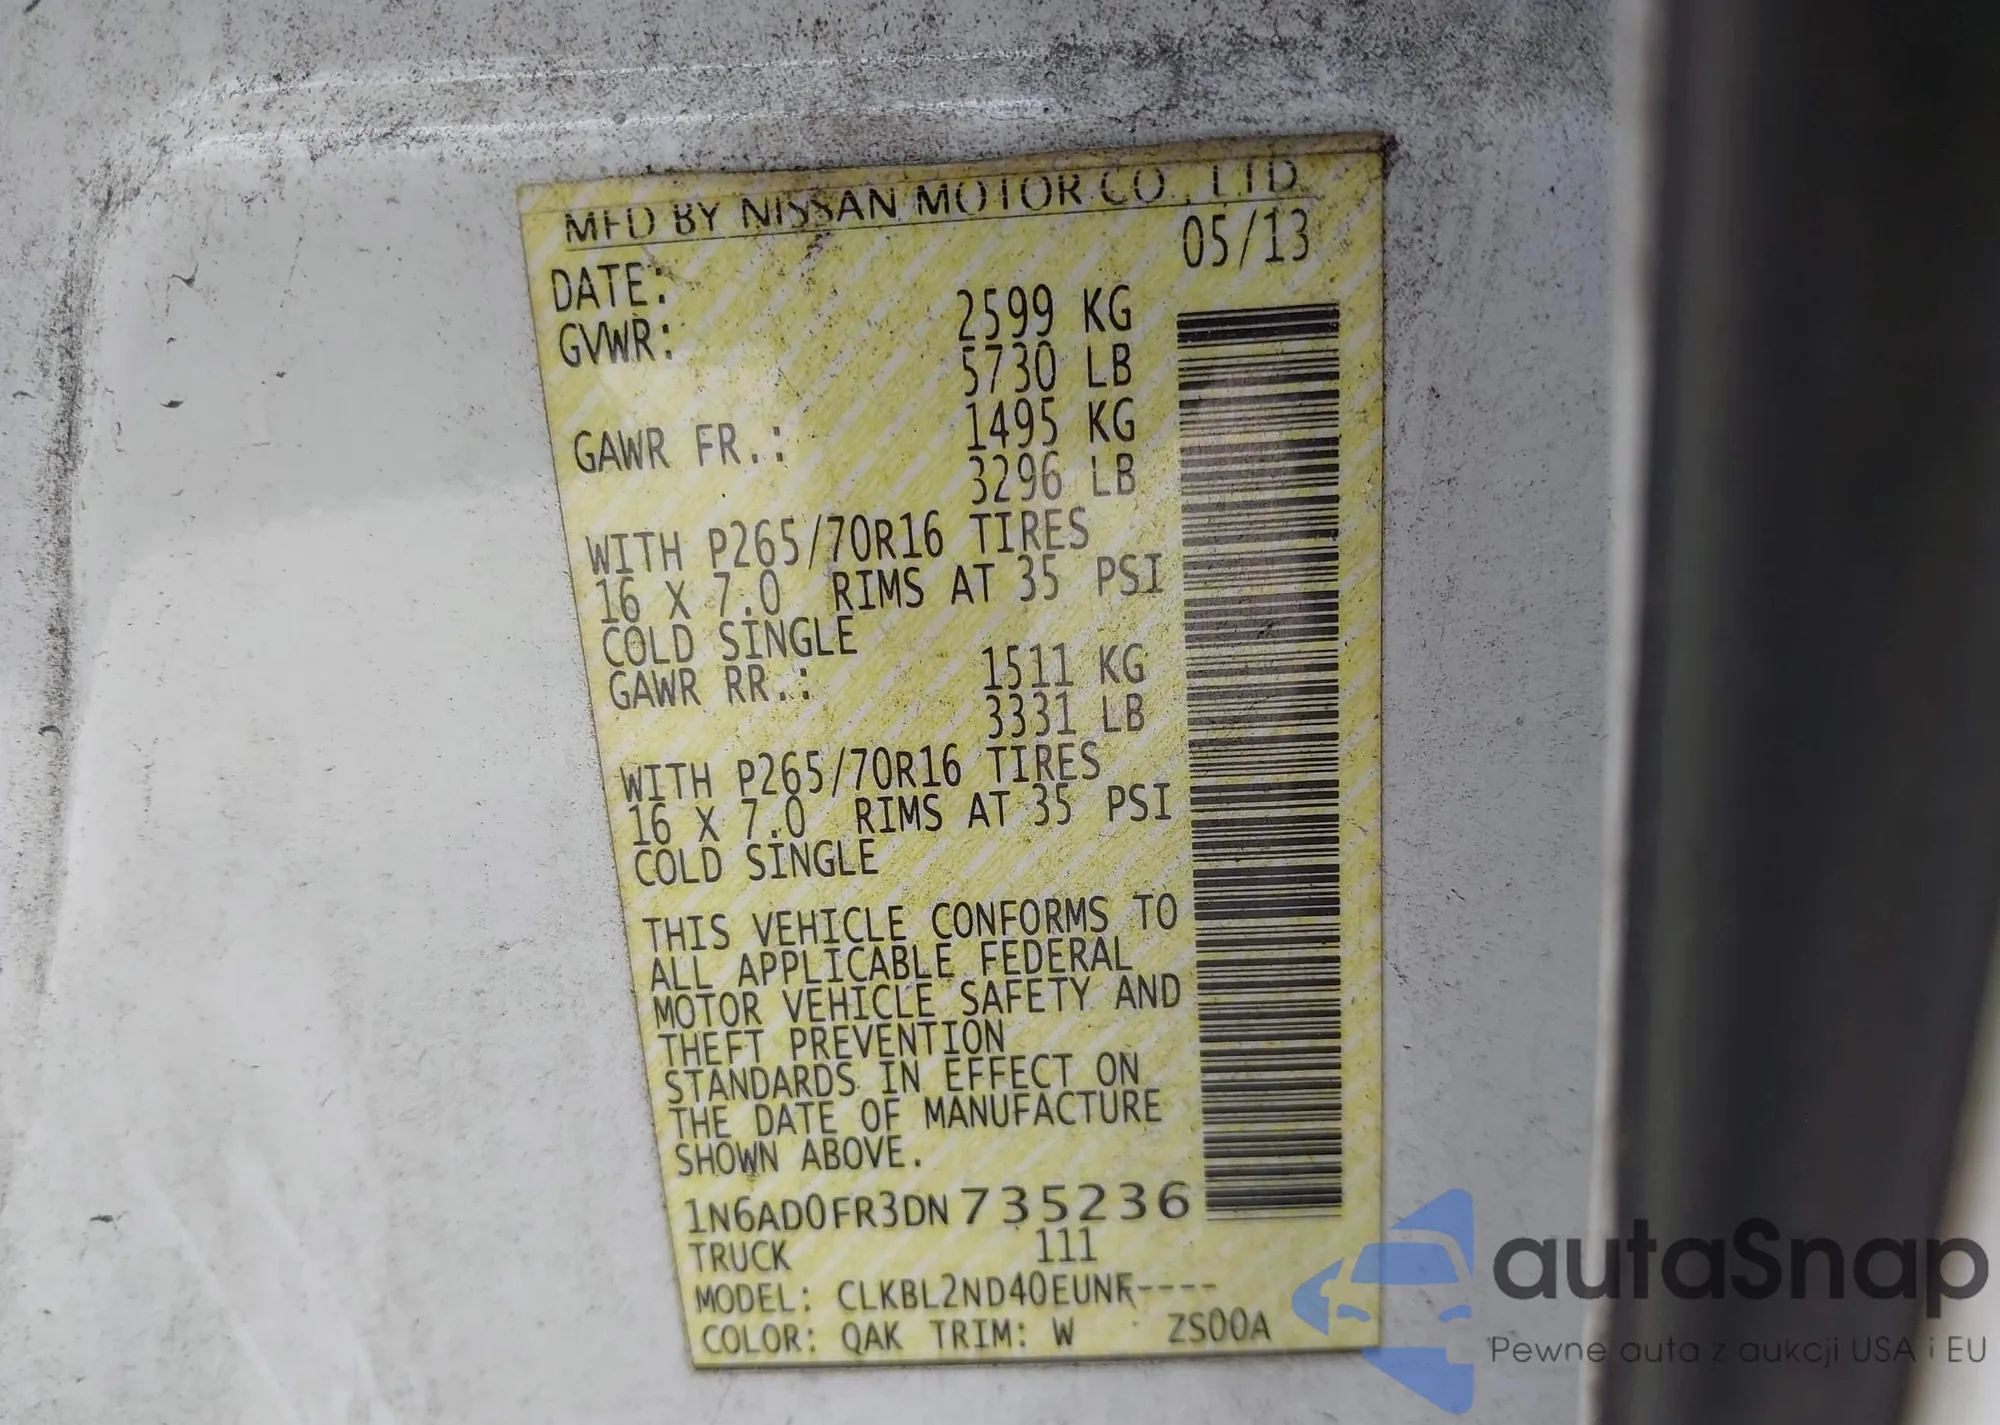 MFD BY NISSAN MOTOR CO., LTD
DATE: 05/13
GVWR: 2599 KG
5730 LB
GAWR FR.: 1495 KG
3296 LB
WITH P265/70R16 TIRES
16 X 7.0 RIMS AT 35 PSI
COLD SINGLE
GAWR RR.: 1511 KG
3331 LB
WITH P265/70R16 TIRES
16 X 7.0 RIMS AT 35 PSI
COLD SINGLE
THIS VEHICLE CONFORMS TO
ALL APPLICABLE FEDERAL
MOTOR VEHICLE SAFETY AND
THEFT PREVENTION
STANDARDS IN EFFECT ON
THE DATE OF MANUFACTURE
SHOWN ABOVE.
1N6AD0FR3DN735236
TRUCK 111
MODEL: CLKBL2ND40EUNF----
COLOR: QAK TRIM: W ZS00A
autaSnap
Pewne auta z aukcji USA i EU